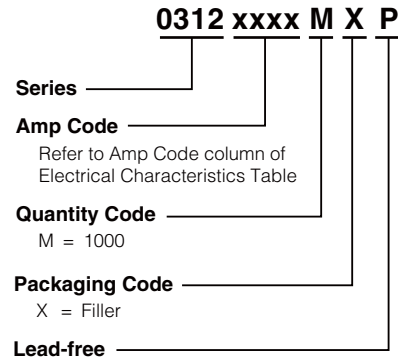 0312 xxxx M X P
Series
Amp Code
Refer to Amp Code column of
Electrical Characteristics Table
Quantity Code
M = 1000
Packaging Code
X = Filler
Lead-free